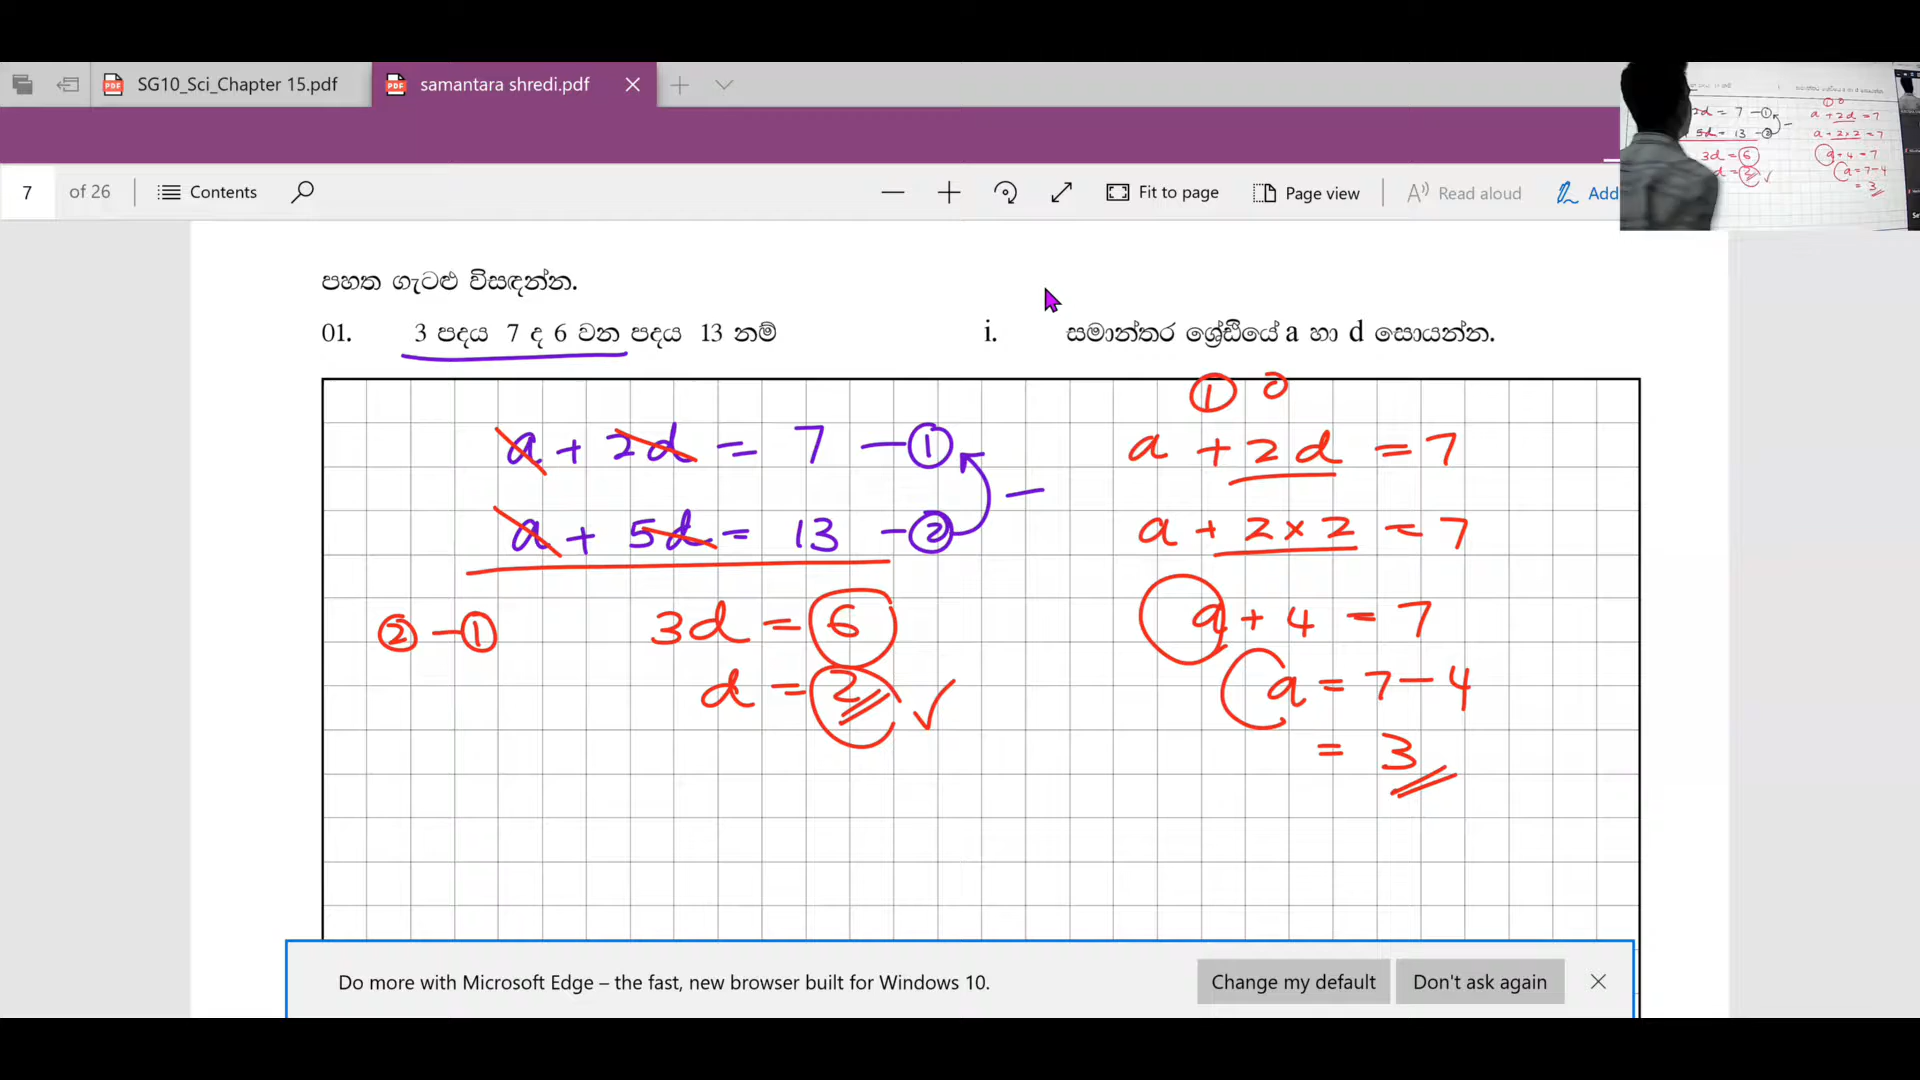 SG10_Sci_Chapter 15.pdf
samantara shredi.pdf
7 of 26 Contents Fit to page Page view Read aloud Add
පහත ගැටළු විසඳන්න.
01. 3 පදය 7 ද 6 වන පදය 13 නම්
i. සමාන්තර ශ්‍රේඪියේ a හා d සොයන්න.
a + 2d = 7 — ①
a + 5d = 13 — ②
② — ① 3d = 6
d = 2 ✓
① 0
a + 2d = 7
a + 2 × 2 = 7
a + 4 = 7
a = 7 – 4
= 3
Do more with Microsoft Edge – the fast, new browser built for Windows 10.
Change my default
Don't ask again